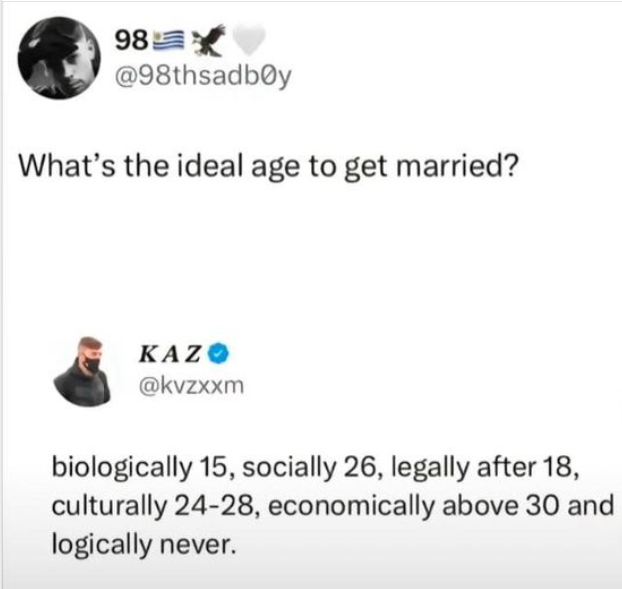 98🇺🇾🦅🤍
@98thsadb0y
What's the ideal age to get married?
KAZ
@kvzxxm
biologically 15, socially 26, legally after 18,
culturally 24-28, economically above 30 and
logically never.